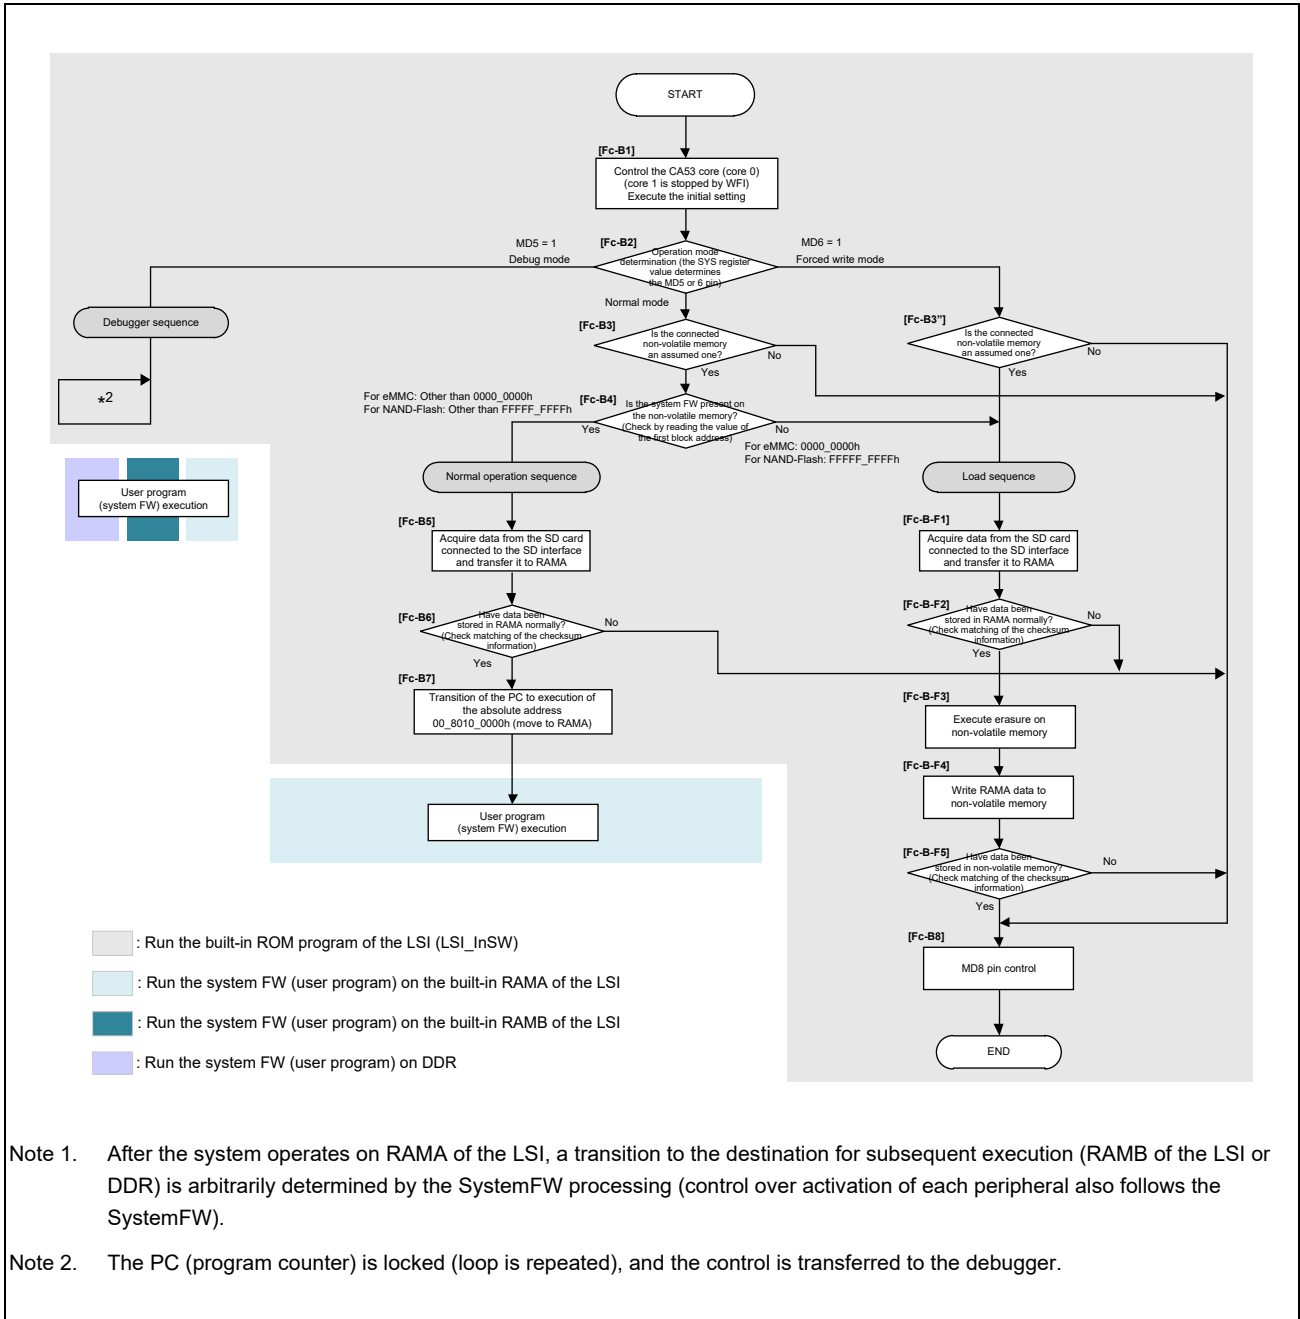 START
[Fc-B1]
Control the CA53 core (core 0)
(core 1 is stopped by WFI)
Execute the initial setting
MD5 = 1
Debug mode
[Fc-B2]
Operation mode
determination (the SYS register
value determines
the MD5 or 6 pin)
MD6 = 1
Forced write mode
Normal mode
Debugger sequence
*2
[Fc-B3]
Is the connected
non-volatile memory
an assumed one?
No
Yes
[Fc-B3"]
Is the connected
non-volatile memory
an assumed one?
No
Yes
For eMMC: Other than 0000_0000h
For NAND-Flash: Other than FFFFF_FFFFh
[Fc-B4]
Is the system FW present on
the non-volatile memory?
(Check by reading the value of
the first block address)
Yes
No
For eMMC: 0000_0000h
For NAND-Flash: FFFFF_FFFFh
User program
(system FW) execution
Normal operation sequence
Load sequence
[Fc-B5]
Acquire data from the SD card
connected to the SD interface
and transfer it to RAMA
[Fc-B-F1]
Acquire data from the SD card
connected to the SD interface
and transfer it to RAMA
[Fc-B6]
Have data been
stored in RAMA normally?
(Check matching of the checksum
information)
No
Yes
[Fc-B-F2]
Have data been
stored in RAMA normally?
(Check matching of the checksum
information)
No
Yes
[Fc-B7]
Transition of the PC to execution of
the absolute address
00_8010_0000h (move to RAMA)
[Fc-B-F3]
Execute erasure on
non-volatile memory
[Fc-B-F4]
Write RAMA data to
non-volatile memory
User program
(system FW) execution
[Fc-B-F5]
Have data been
stored in non-volatile memory?
(Check matching of the checksum
information)
No
Yes
[Fc-B8]
MD8 pin control
END
: Run the built-in ROM program of the LSI (LSI_InSW)
: Run the system FW (user program) on the built-in RAMA of the LSI
: Run the system FW (user program) on the built-in RAMB of the LSI
: Run the system FW (user program) on DDR
Note 1. After the system operates on RAMA of the LSI, a transition to the destination for subsequent execution (RAMB of the LSI or
DDR) is arbitrarily determined by the SystemFW processing (control over activation of each peripheral also follows the
SystemFW).
Note 2. The PC (program counter) is locked (loop is repeated), and the control is transferred to the debugger.